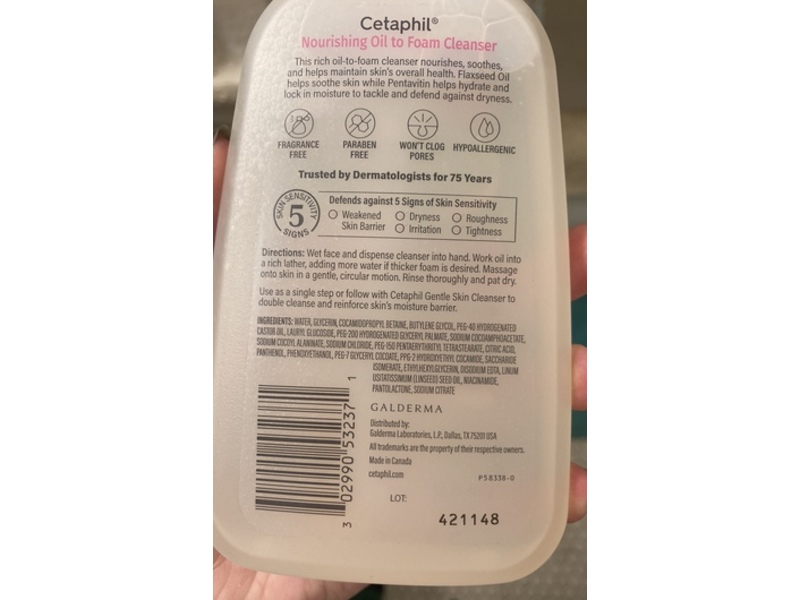 Cetaphil®
Nourishing Oil to Foam Cleanser
This rich oil-to-foam cleanser nourishes, soothes,
and helps maintain skin's overall health. Flaxseed Oil
helps soothe skin while Pentavitin helps hydrate and
lock in moisture to tackle and defend against dryness.
FRAGRANCE FREE
PARABEN FREE
WON'T CLOG PORES
HYPOALLERGENIC
Trusted by Dermatologists for 75 Years
SKIN SENSITIVITY
5
SIGNS
Defends against 5 Signs of Skin Sensitivity
Weakened Skin Barrier
Dryness
Roughness
Irritation
Tightness
Directions: Wet face and dispense cleanser into hand. Work oil into
a rich lather, adding more water if thicker foam is desired. Massage
onto skin in a gentle, circular motion. Rinse thoroughly and pat dry.
Use as a single step or follow with Cetaphil Gentle Skin Cleanser to
double cleanse and reinforce skin's moisture barrier.
INGREDIENTS: WATER, GLYCERIN, COCAMIDOPROPYL BETAINE, BUTYLENE GLYCOL, PEG-40 HYDROGENATED
CASTOR OIL, LAURYL GLUCOSIDE, PEG-200 HYDROGENATED GLYCERYL PALMATE, SODIUM COCOAMPHOACETATE,
SODIUM COCOYL ALANINATE, SODIUM CHLORIDE, PEG-150 PENTAERYTHRITYL TETRASTEARATE, CITRIC ACID,
PANTHENOL, PHENOXYETHANOL, PEG-7 GLYCERYL COCOATE, PPG-2 HYDROXYETHYL COCAMIDE, SACCHARIDE
ISOMERATE, ETHYLHEXYLGLYCERIN, DISODIUM EDTA, LINUM
USITATISSIMUM (LINSEED) SEED OIL, NIACINAMIDE,
PANTOLACTONE, SODIUM CITRATE
GALDERMA
Distributed by:
Galderma Laboratories, L.P., Dallas, TX 75201 USA
All trademarks are the property of their respective owners.
Made in Canada
cetaphil.com
P58338-0
3 02990 53237 1
LOT:
421148